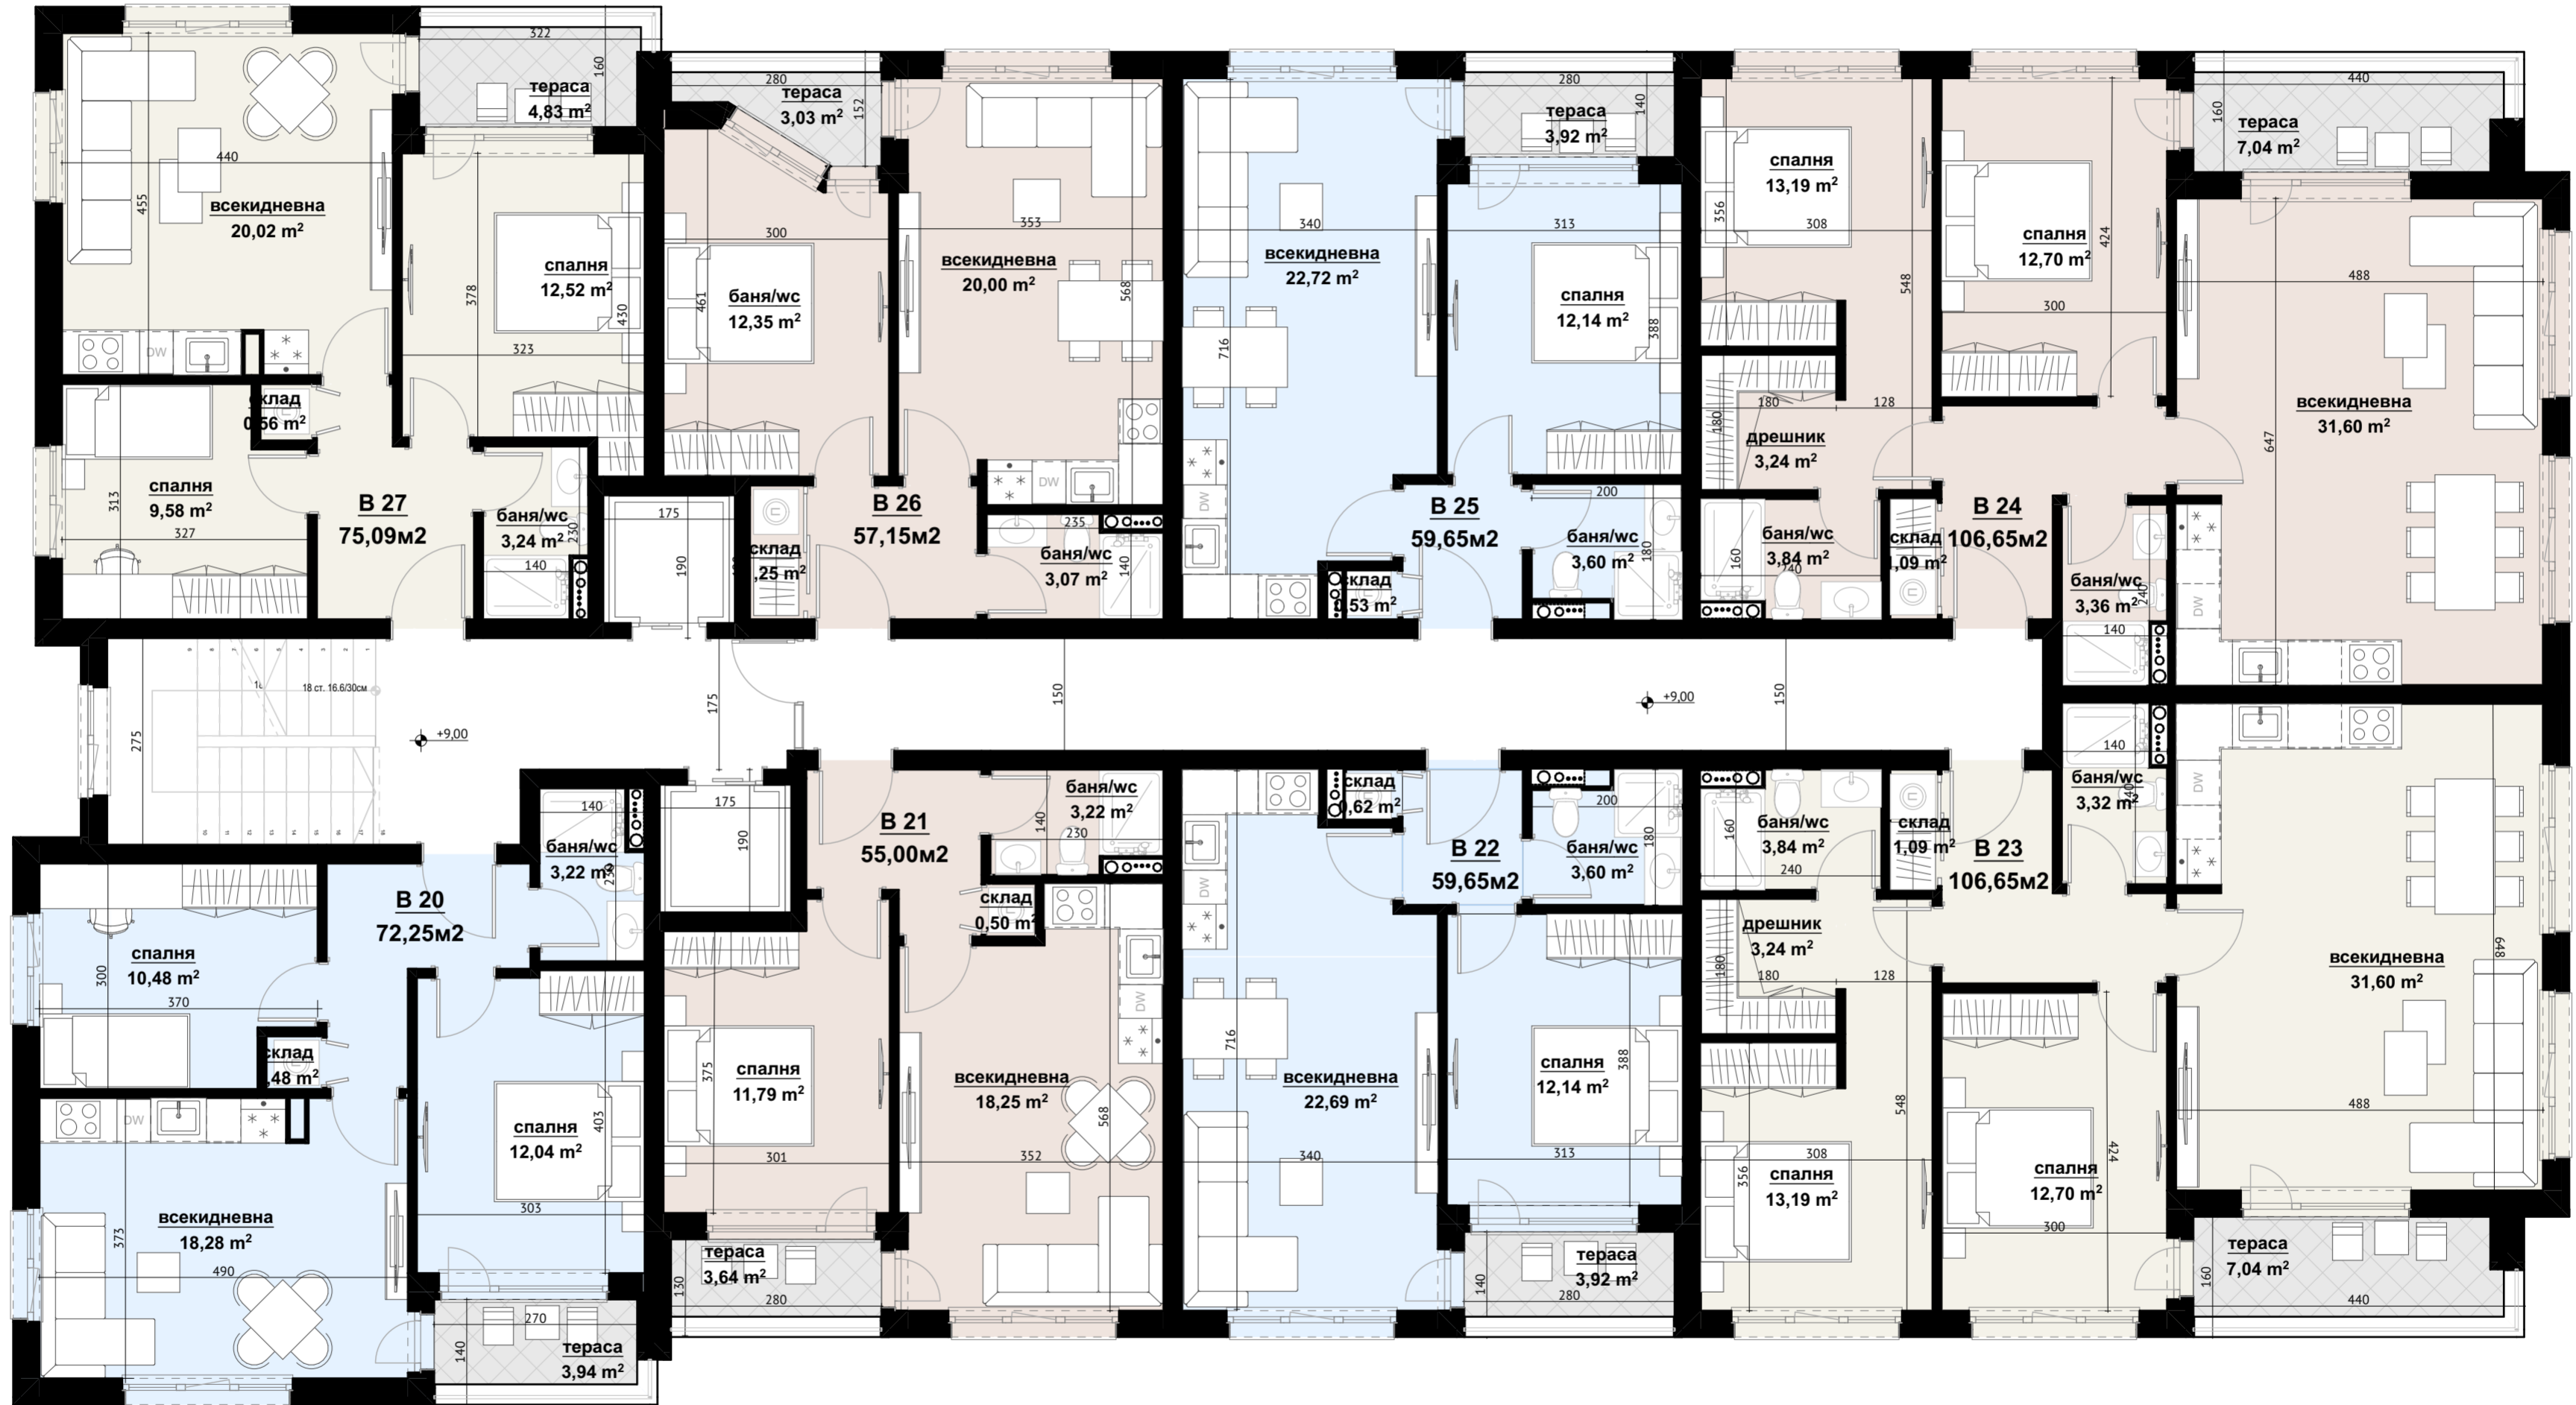 322
160
тераса
4,83 m²
440
455
всекидневна
20,02 m²
DW
378
спалня
12,52 m²
430
323
склад
спалня
9,58 m²
313
327
В 27
75,09м2
баня/wc
3,24 m²
230
140
175
190
280
тераса
3,03 m²
152
300
461
баня/wc
12,35 m²
353
всекидневна
20,00 m²
568
DW
В 26
57,15м2
склад
235
баня/wc
3,07 m²
140
280
тераса
3,92 m²
140
340
всекидневна
22,72 m²
716
DW
313
спалня
12,14 m²
388
В 25
59,65м2
200
баня/wc
3,60 m²
180
склад
спалня
13,19 m²
356
308
548
180
128
180
дрешник
3,24 m²
баня/wc
3,84 m²
160
240
склад
1,09 m²
спалня
12,70 m²
424
300
В 24
106,65м2
баня/wc
3,36 m²
240
140
440
160
тераса
7,04 m²
488
всекидневна
31,60 m²
647
DW
18 ст. 16.6/30см
275
+9,00
175
150
+9,00
150
140
баня/wc
3,22 m²
В 20
72,25м2
спалня
10,48 m²
300
370
склад
DW
всекидневна
18,28 m²
373
490
спалня
12,04 m²
403
303
270
тераса
3,94 m²
140
175
190
В 21
55,00м2
баня/wc
3,22 m²
140
230
склад
0,50 m²
DW
375
спалня
11,79 m²
301
всекидневна
18,25 m²
568
352
тераса
3,64 m²
130
280
склад
0,62 m²
В 22
59,65м2
200
баня/wc
3,60 m²
180
DW
716
всекидневна
22,69 m²
340
спалня
12,14 m²
388
313
тераса
3,92 m²
140
280
баня/wc
3,84 m²
160
240
склад
1,09 m²
В 23
106,65м2
дрешник
3,24 m²
180
180
128
548
308
356
спалня
13,19 m²
спалня
12,70 m²
424
300
140
баня/wc
3,32 m²
240
DW
648
всекидневна
31,60 m²
488
тераса
7,04 m²
160
440